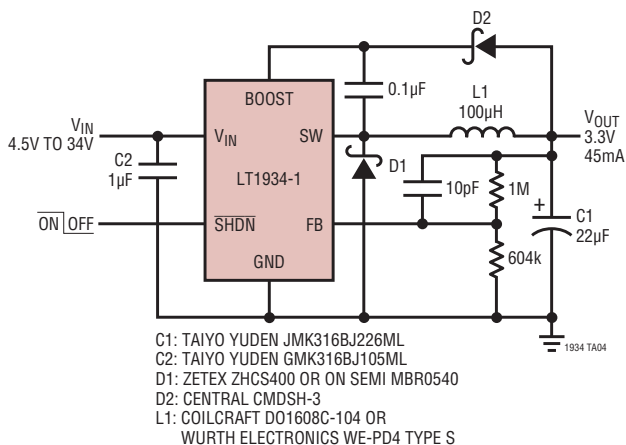 D2
BOOST
0.1µF
L1
100µH
VIN
4.5V TO 34V
VIN
SW
VOUT
3.3V
45mA
C2
1µF
LT1934-1
D1
10pF
1M
ON OFF
SHDN
FB
+
C1
22µF
604k
GND
1934 TA04
C1: TAIYO YUDEN JMK316BJ226ML
C2: TAIYO YUDEN GMK316BJ105ML
D1: ZETEX ZHCS400 OR ON SEMI MBR0540
D2: CENTRAL CMDSH-3
L1: COILCRAFT DO1608C-104 OR
WURTH ELECTRONICS WE-PD4 TYPE S